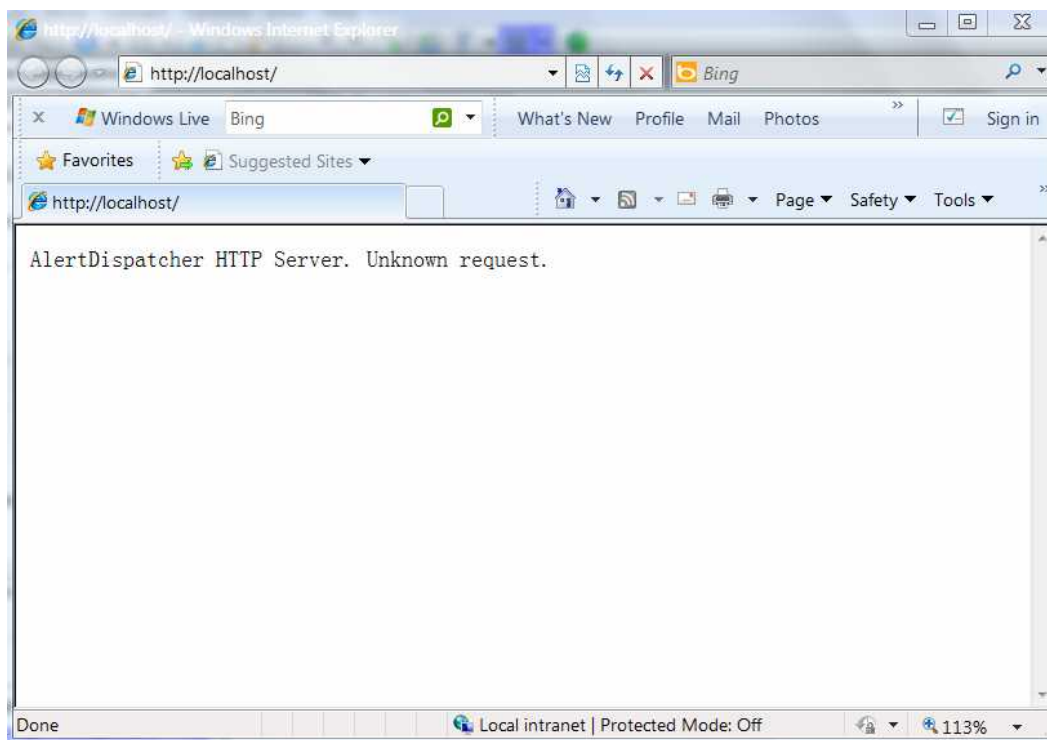 http://localhost/ - Windows Internet Explorer
http://localhost/
Bing
x Windows Live Bing What's New Profile Mail Photos » Sign in
Favorites Suggested Sites
http://localhost/ Page Safety Tools »
AlertDispatcher HTTP Server. Unknown request.
Done Local intranet | Protected Mode: Off 113%